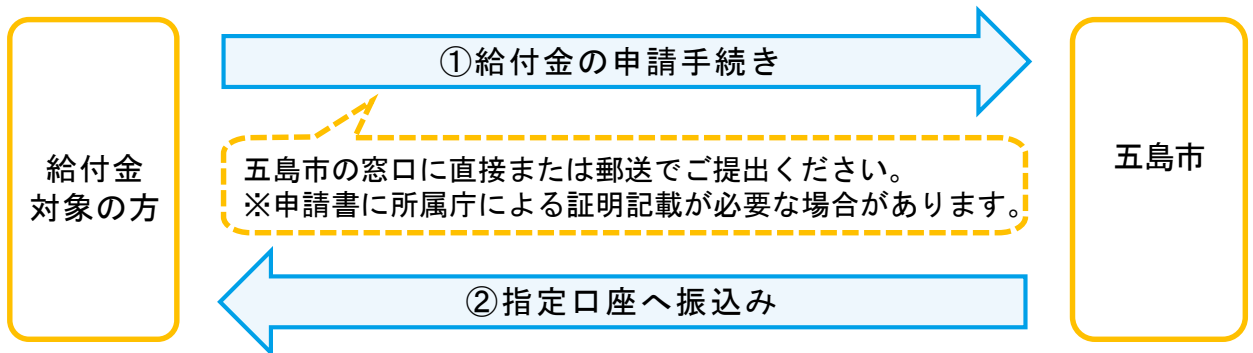 給付金
対象の方
①給付金の申請手続き
五島市の窓口に直接または郵送でご提出ください。
※申請書に所属庁による証明記載が必要な場合があります。
②指定口座へ振込み
五島市